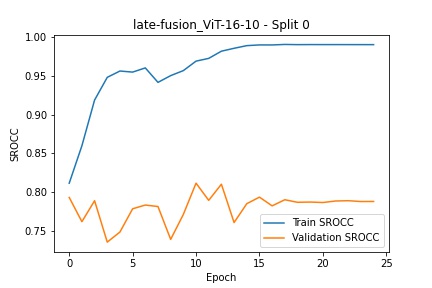 late-fusion_ViT-16-10 - Split 0
1.00
0.95
0.90
0.85
0.80
0.75
SROCC
0 5 10 15 20 25
Epoch
Train SROCC
Validation SROCC